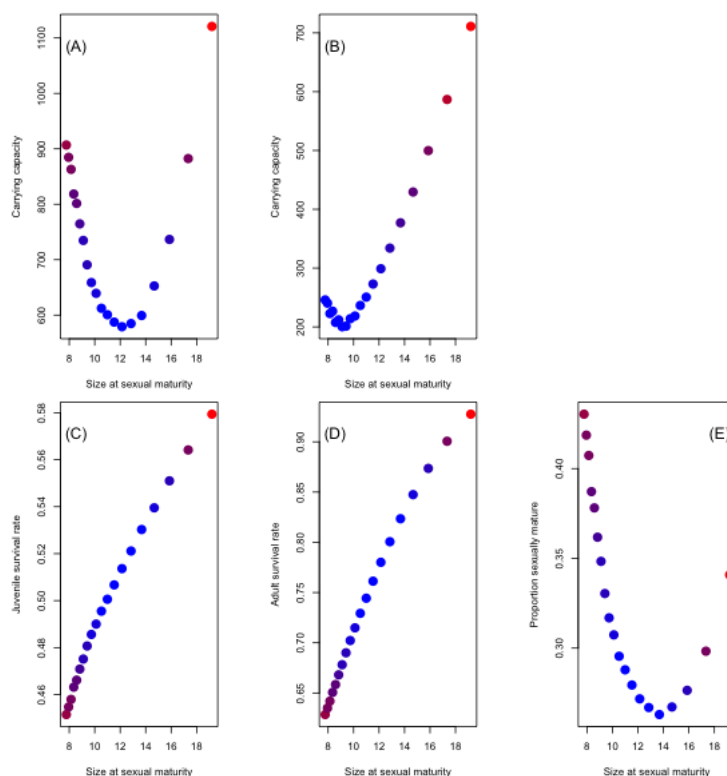 (A)
Carrying capacity
600 700 800 900 1000 1100
8 10 12 14 16 18
Size at sexual maturity
(B)
Carrying capacity
200 300 400 500 600 700
8 10 12 14 16 18
Size at sexual maturity
(C)
Juvenile survival rate
0.46 0.48 0.50 0.52 0.54 0.56 0.58
8 10 12 14 16 18
Size at sexual maturity
(D)
Adult survival rate
0.65 0.70 0.75 0.80 0.85 0.90
8 10 12 14 16 18
Size at sexual maturity
(E)
Proportion sexually mature
0.30 0.35 0.40
8 10 12 14 16 18
Size at sexual maturity